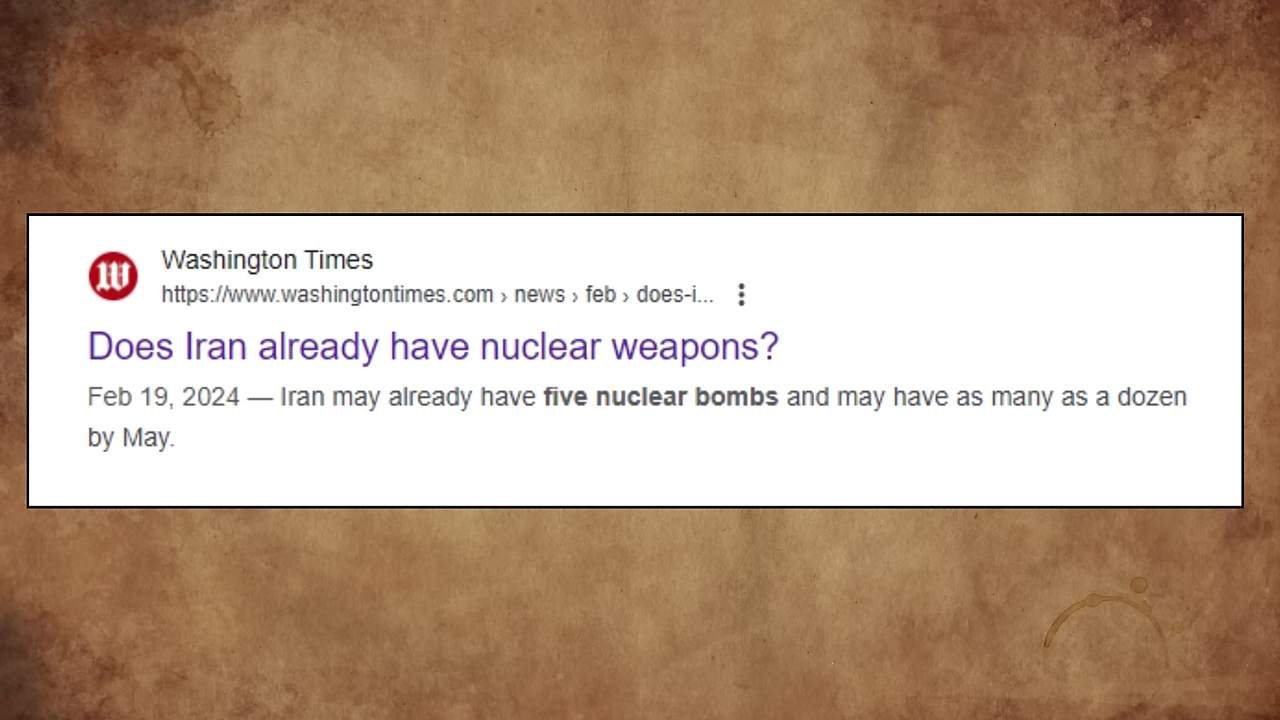 Washington Times
https://www.washingtontimes.com › news › feb › does-i...
Does Iran already have nuclear weapons?
Feb 19, 2024 — Iran may already have five nuclear bombs and may have as many as a dozen
by May.